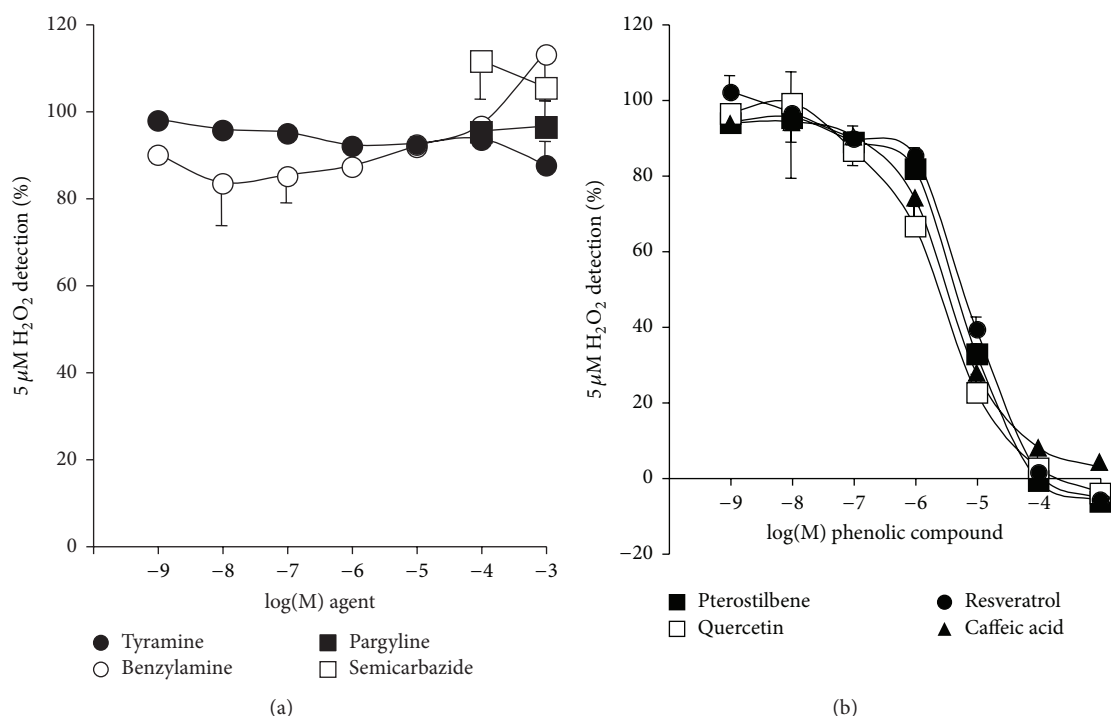 120
100
80
60
40
20
0
5 μM H₂O₂ detection (%)
−9
−8
−7
−6
−5
−4
−3
log(M) agent
Tyramine
Pargyline
Benzylamine
Semicarbazide
(a)
120
100
80
60
40
20
0
−20
5 μM H₂O₂ detection (%)
−9
−8
−7
−6
−5
−4
log(M) phenolic compound
Pterostilbene
Resveratrol
Quercetin
Caffeic acid
(b)